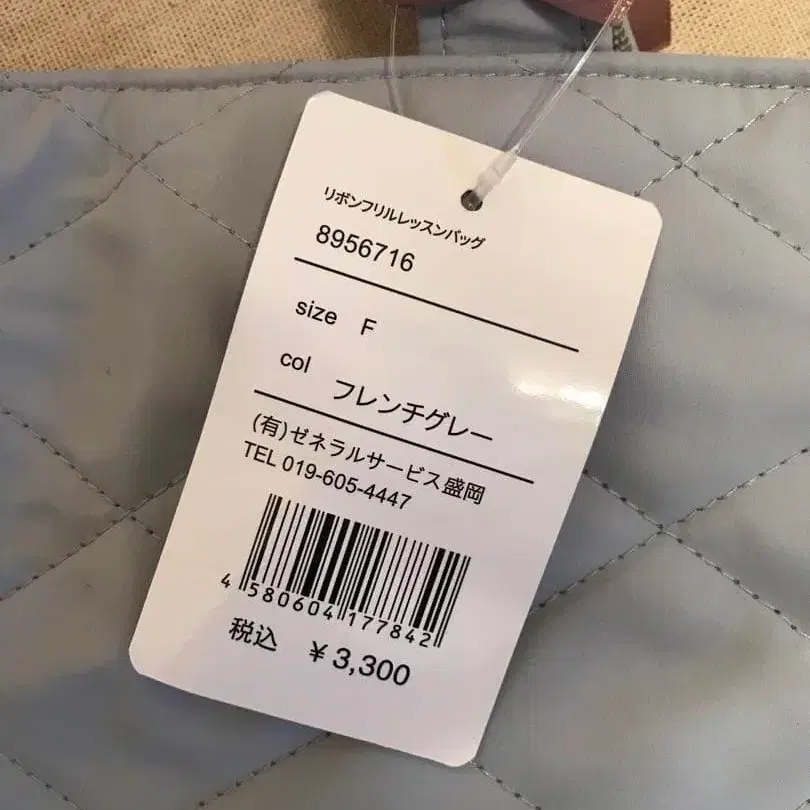 リボンフリルレッスンバッグ
8956716
size F
col フレンチグレー
(有)ゼネラルサービス盛岡
TEL 019-605-4447
4 580604 177842
税込 ¥3,300